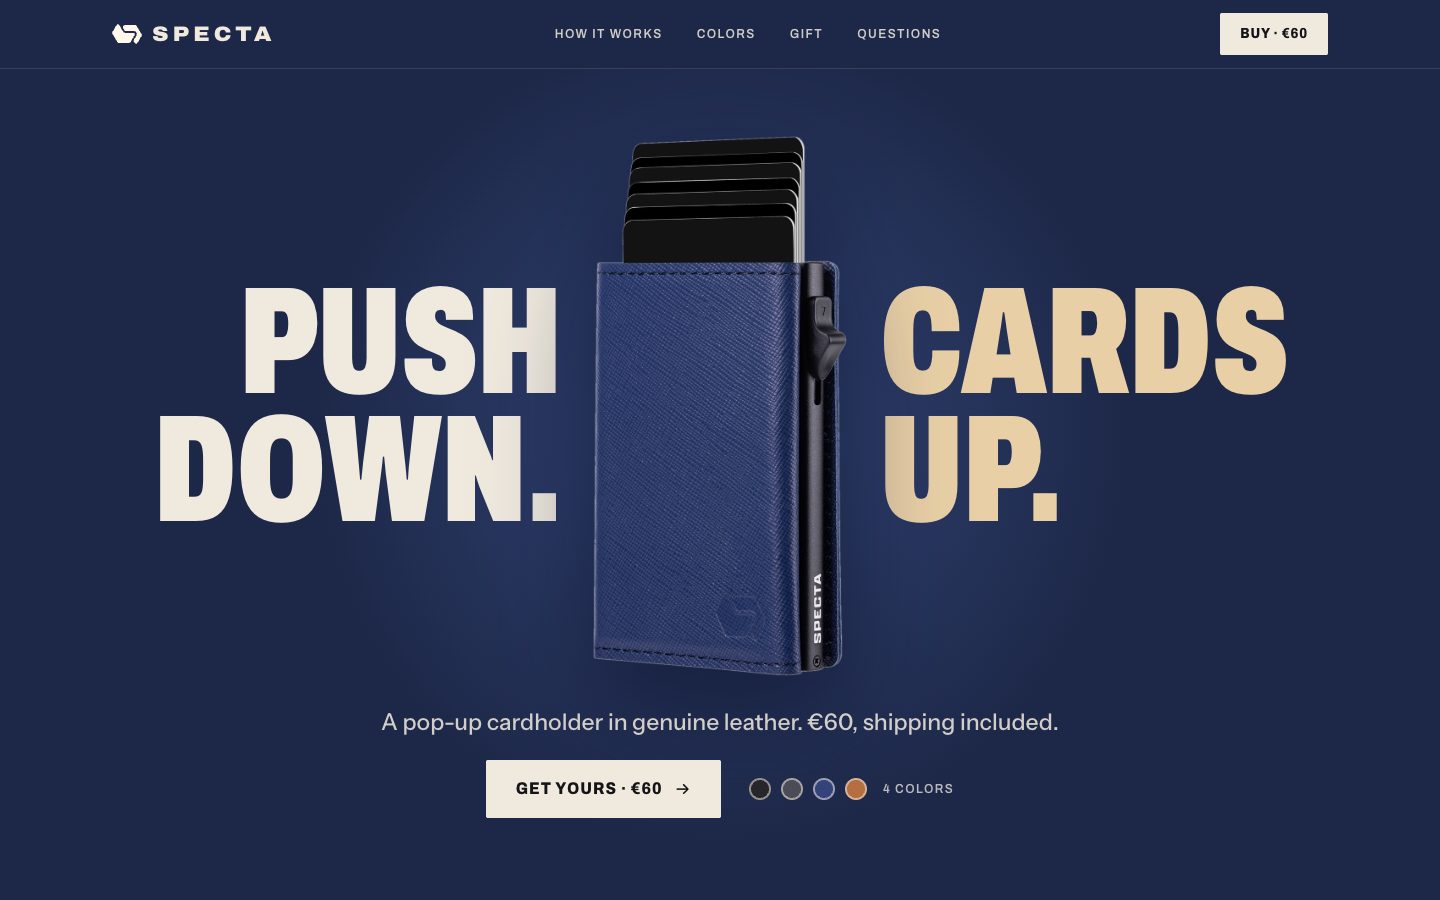 SPECTA
HOW IT WORKS
COLORS
GIFT
QUESTIONS
BUY · €60
PUSH
DOWN.
CARDS
UP.
7
SPECTA
A pop-up cardholder in genuine leather. €60, shipping included.
GET YOURS · €60 →
4 COLORS